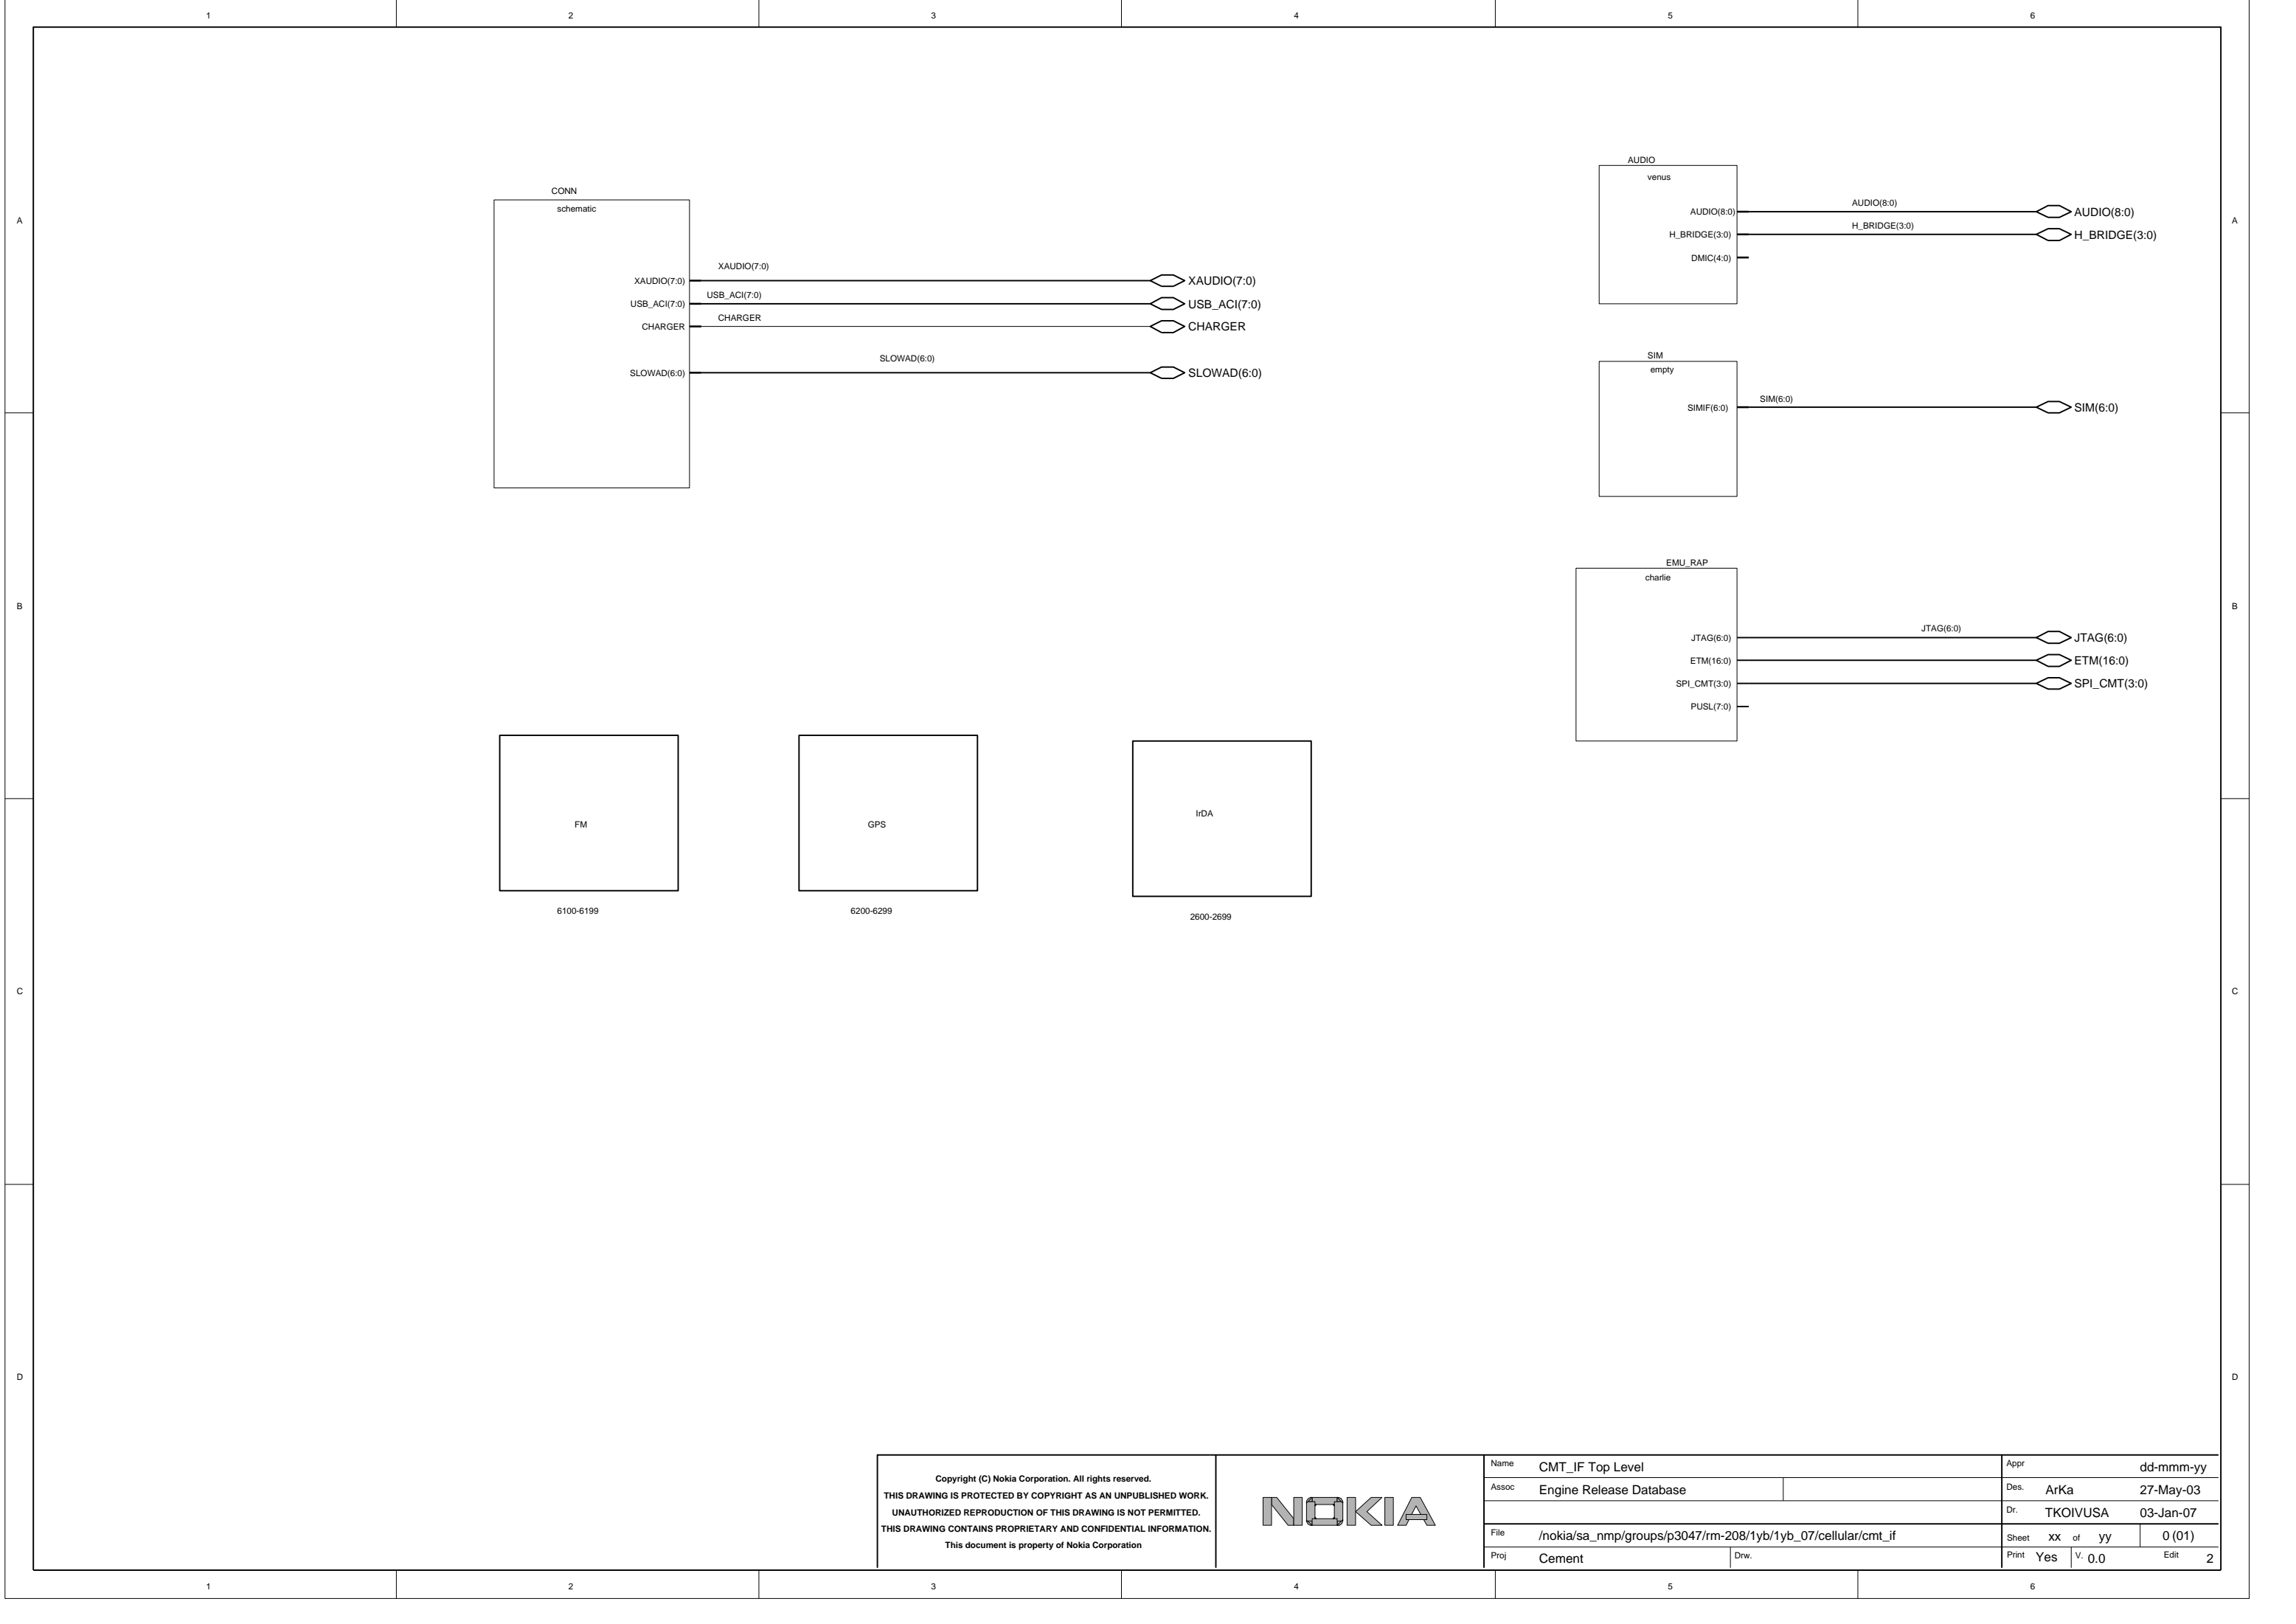 1 2 3 4 5 6
AUDIO
venus
CONN
schematic
AUDIO(8:0) AUDIO(8:0) AUDIO(8:0)
H_BRIDGE(3:0) H_BRIDGE(3:0) H_BRIDGE(3:0)
DMIC(4:0)
A A
XAUDIO(7:0) XAUDIO(7:0) XAUDIO(7:0)
USB_ACI(7:0) USB_ACI(7:0) USB_ACI(7:0)
CHARGER CHARGER CHARGER
SLOWAD(6:0) SLOWAD(6:0) SLOWAD(6:0)
SIM
empty
SIMIF(6:0) SIM(6:0) SIM(6:0)
EMU_RAP
charlie
B B
JTAG(6:0) JTAG(6:0) JTAG(6:0)
ETM(16:0) ETM(16:0)
SPI_CMT(3:0) SPI_CMT(3:0)
PUSL(7:0)
FM GPS IrDA
6100-6199 6200-6299 2600-2699
C C
D D
Copyright (C) Nokia Corporation. All rights reserved.
THIS DRAWING IS PROTECTED BY COPYRIGHT AS AN UNPUBLISHED WORK.
UNAUTHORIZED REPRODUCTION OF THIS DRAWING IS NOT PERMITTED.
THIS DRAWING CONTAINS PROPRIETARY AND CONFIDENTIAL INFORMATION.
This document is property of Nokia Corporation
NOKIA
Name CMT_IF Top Level Appr dd-mmm-yy
Assoc Engine Release Database Des. ArKa 27-May-03
Dr. TKOIVUSA 03-Jan-07
File /nokia/sa_nmp/groups/p3047/rm-208/1yb/1yb_07/cellular/cmt_if Sheet xx of yy 0 (01)
Proj Cement Drw. Print Yes V. 0.0 Edit 2
1 2 3 4 5 6